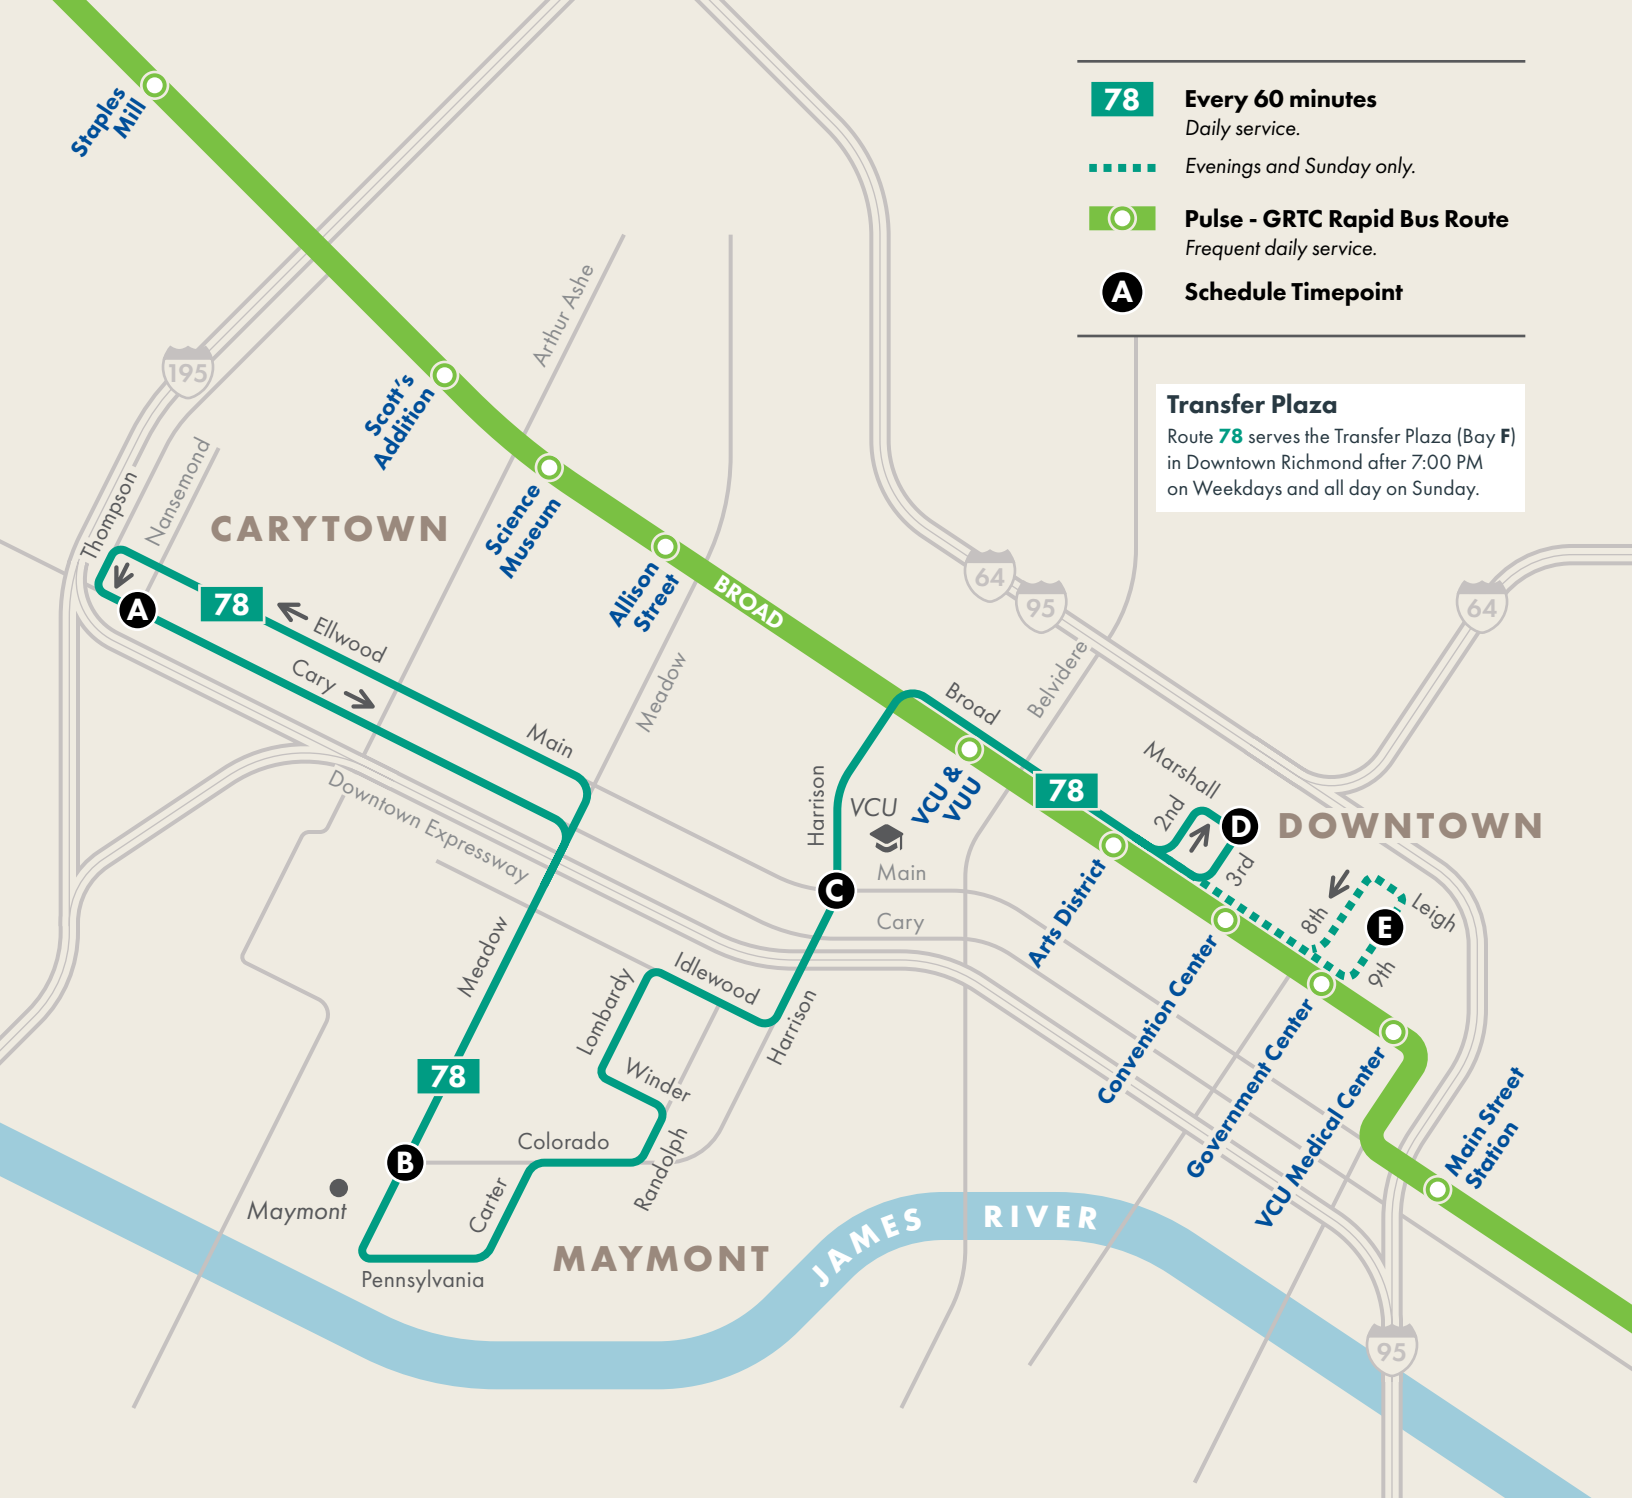 78
Every 60 minutes
Daily service.
Evenings and Sunday only.
Pulse - GRTC Rapid Bus Route
Frequent daily service.
A
Schedule Timepoint
Transfer Plaza
Route 78 serves the Transfer Plaza (Bay F)
in Downtown Richmond after 7:00 PM
on Weekdays and all day on Sunday.
Staples
Mill
195
Arthur Ashe
Scott's
Addition
Science
Museum
Allison
Street
BROAD
Thompson
Nansemond
CARYTOWN
A
78
Ellwood
Cary
Main
Meadow
Downtown Expressway
64
95
64
Belvidere
Broad
Harrison
VCU
VCU &
VUU
78
Marshall
2nd
D
3rd
DOWNTOWN
C
Main
Cary
Arts District
8th
Leigh
E
9th
Meadow
Idlewood
Lombardy
Harrison
Winder
Convention Center
Government Center
VCU Medical Center
Main Street
Station
78
B
Colorado
Randolph
Carter
Maymont
Pennsylvania
MAYMONT
JAMES RIVER
95